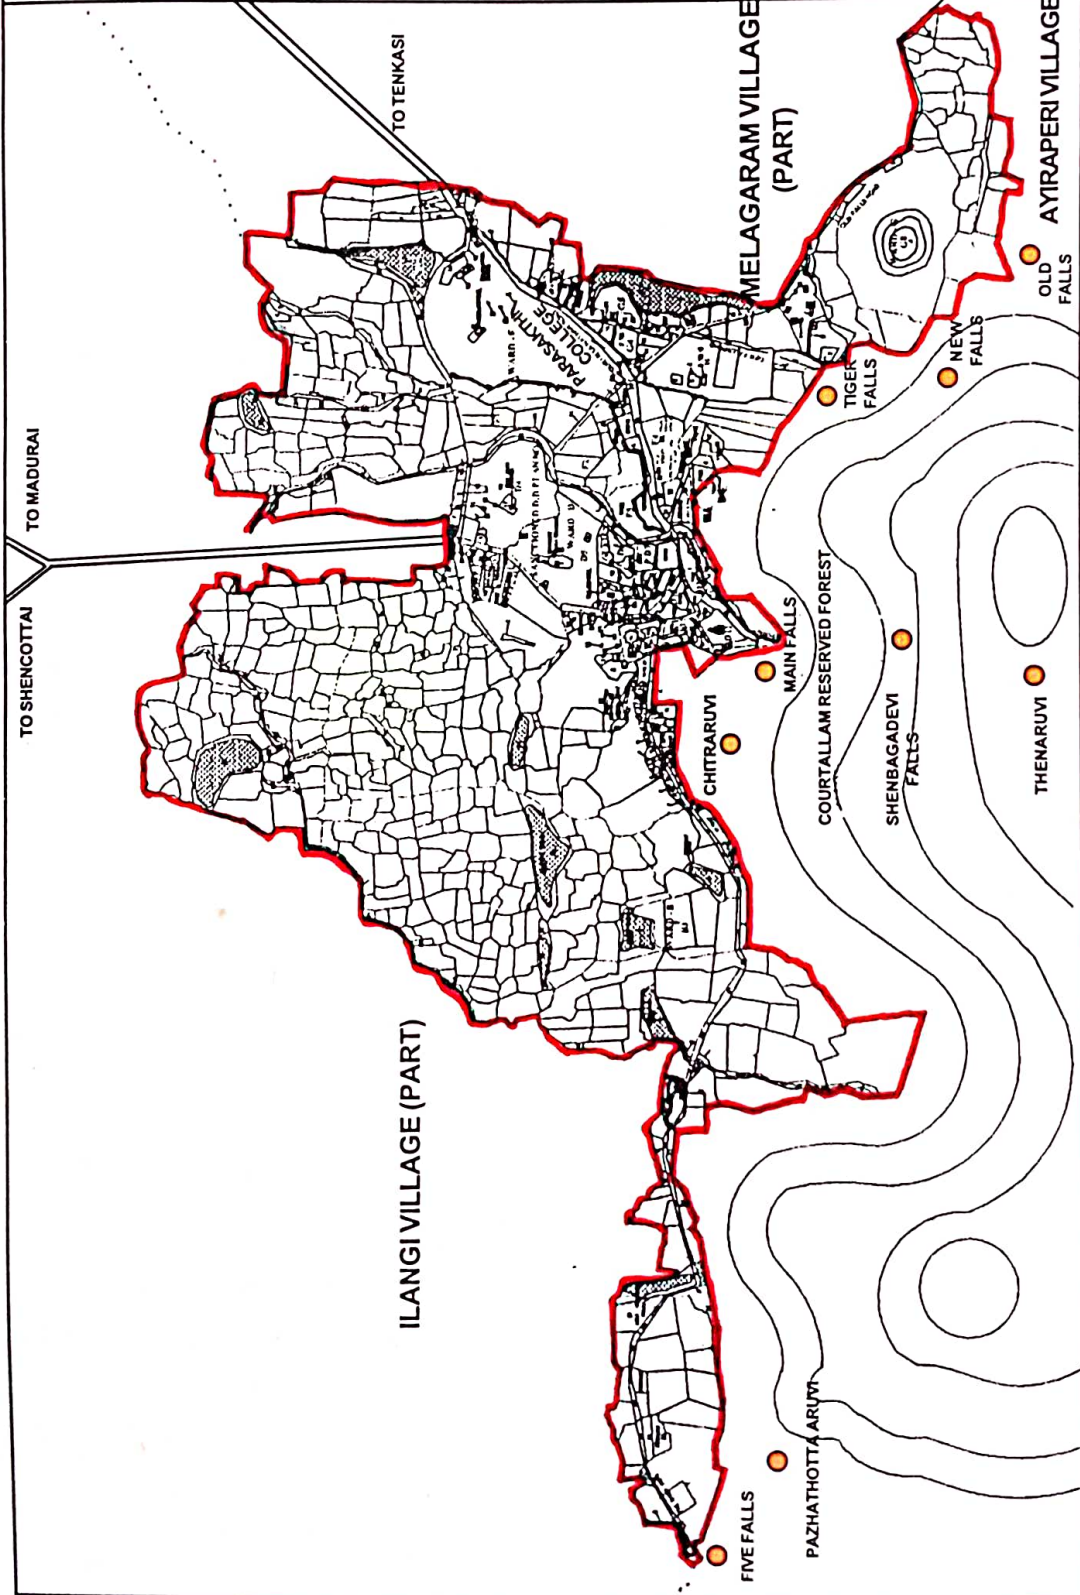 TO SHENCOTTAI
TO MADURAI
TO TENKASI
MELAGARAM VILLAGE
(PART)
AYIRAPERI VILLAGE
PARASAKTHI
COLLEGE
OLD
FALLS
NEW
FALLS
TIGER
FALLS
MAIN FALLS
CHITRARUVI
COURTALLAM RESERVED FOREST
SHENBAGADEVI
FALLS
THENARUVI
ILANGI VILLAGE (PART)
PAZHATHOTTA ARUVI
FIVE FALLS